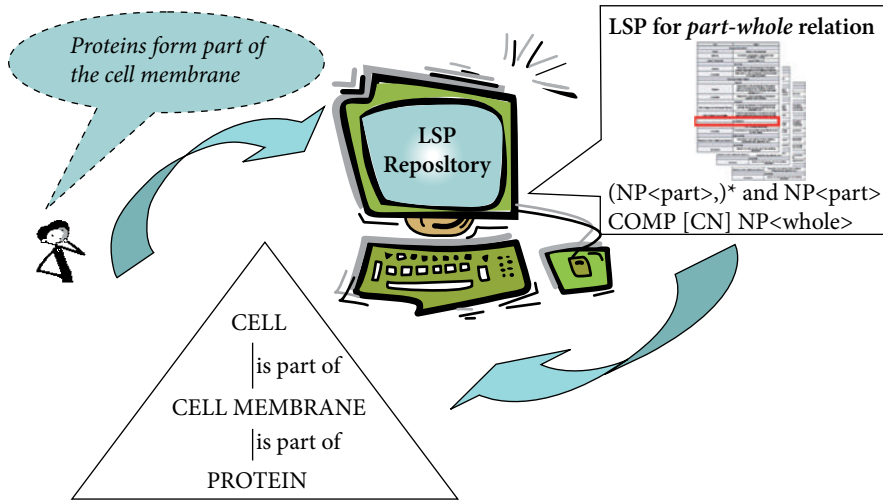 Proteins form part of
the cell membrane
LSP
Reposltory
LSP for part-whole relation
(NP<part>,)* and NP<part>
COMP [CN] NP<whole>
CELL
is part of
CELL MEMBRANE
is part of
PROTEIN